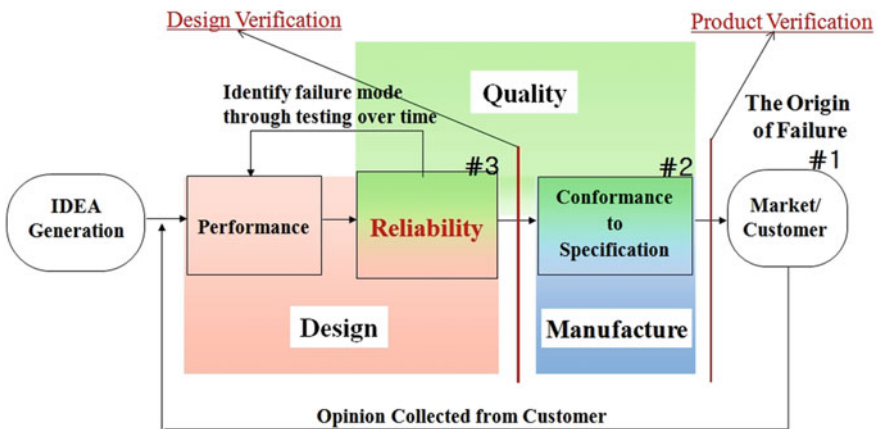 Design Verification
Product Verification
Quality
Identify failure mode
through testing over time
The Origin
of Failure
#3
#2
#1
IDEA
Generation
Performance
Reliability
Conformance
to
Specification
Market/
Customer
Design
Manufacture
Opinion Collected from Customer